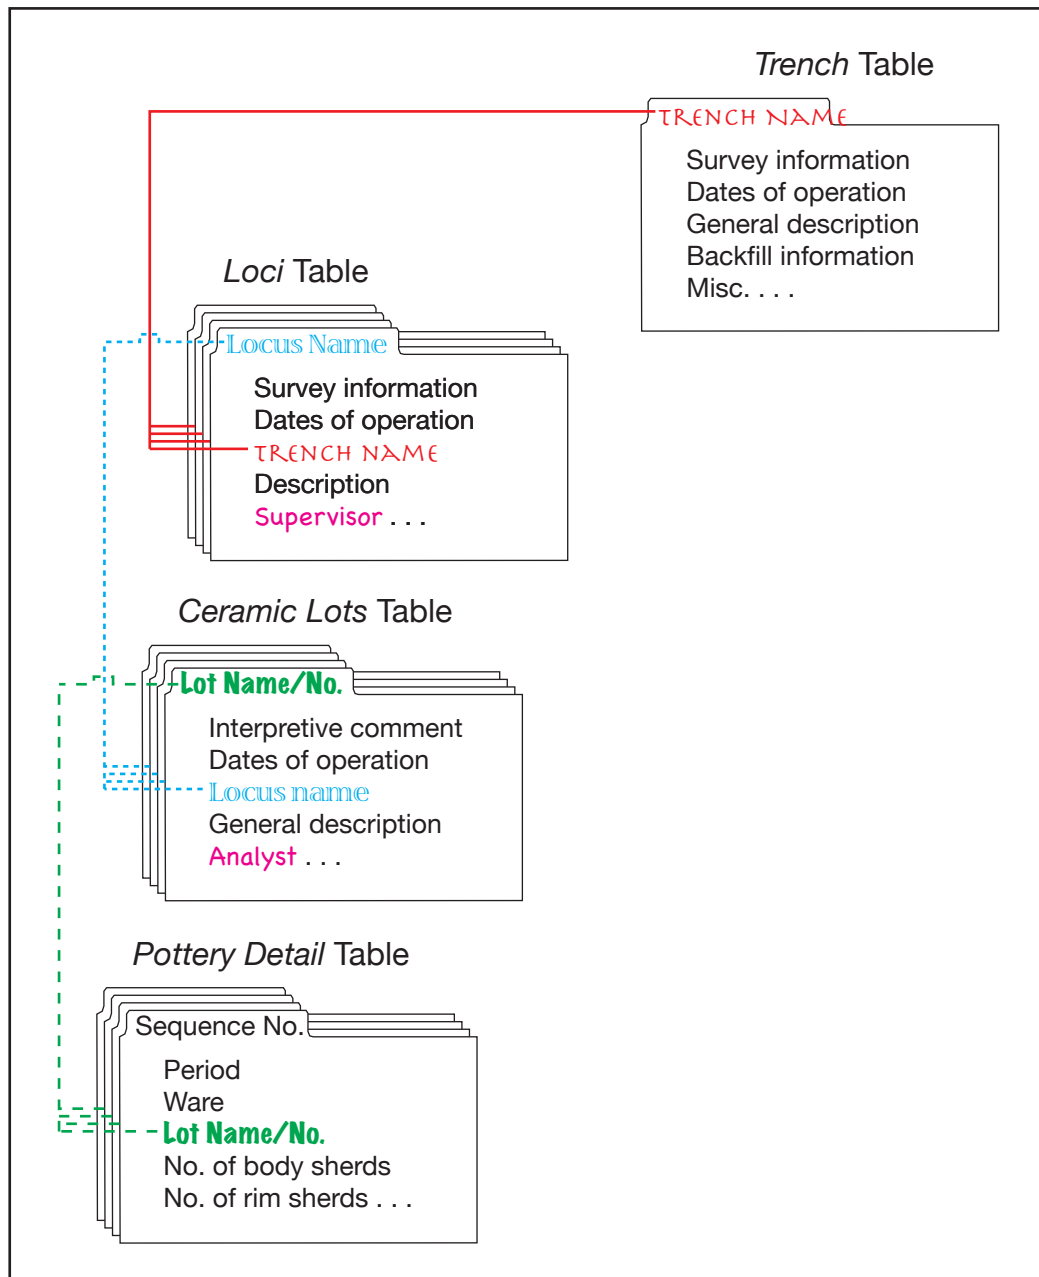 Trench Table
TRENCH NAME
Survey information
Dates of operation
General description
Backfill information
Misc. . . .
Loci Table
Locus Name
Survey information
Dates of operation
TRENCH NAME
Description
Supervisor . . .
Ceramic Lots Table
Lot Name/No.
Interpretive comment
Dates of operation
Locus name
General description
Analyst . . .
Pottery Detail Table
Sequence No.
Period
Ware
Lot Name/No.
No. of body sherds
No. of rim sherds . . .